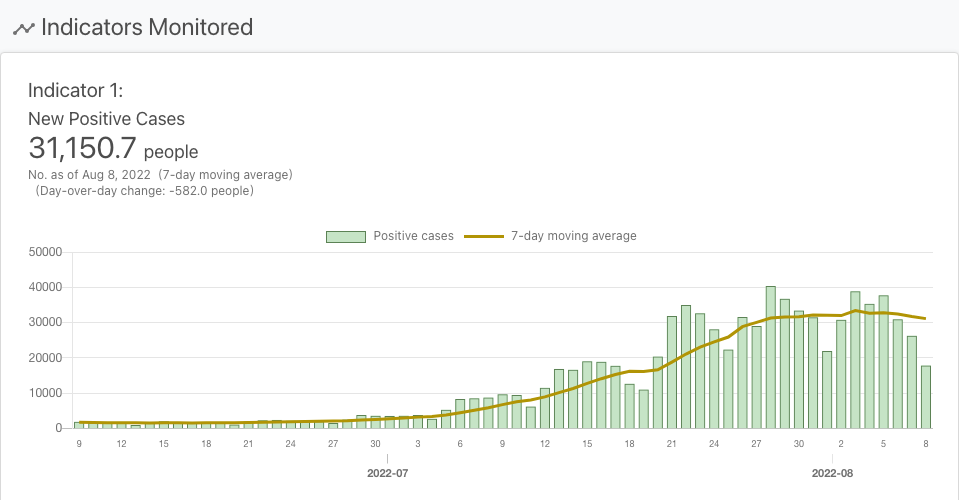 Indicators Monitored
Indicator 1:
New Positive Cases
31,150.7 people
No. as of Aug 8, 2022 (7-day moving average)
(Day-over-day change: -582.0 people)
Positive cases 7-day moving average
50000
40000
30000
20000
10000
0
9 12 15 18 21 24 27 30 3 6 9 12 15 18 21 24 27 30 2 5 8
2022-07 2022-08